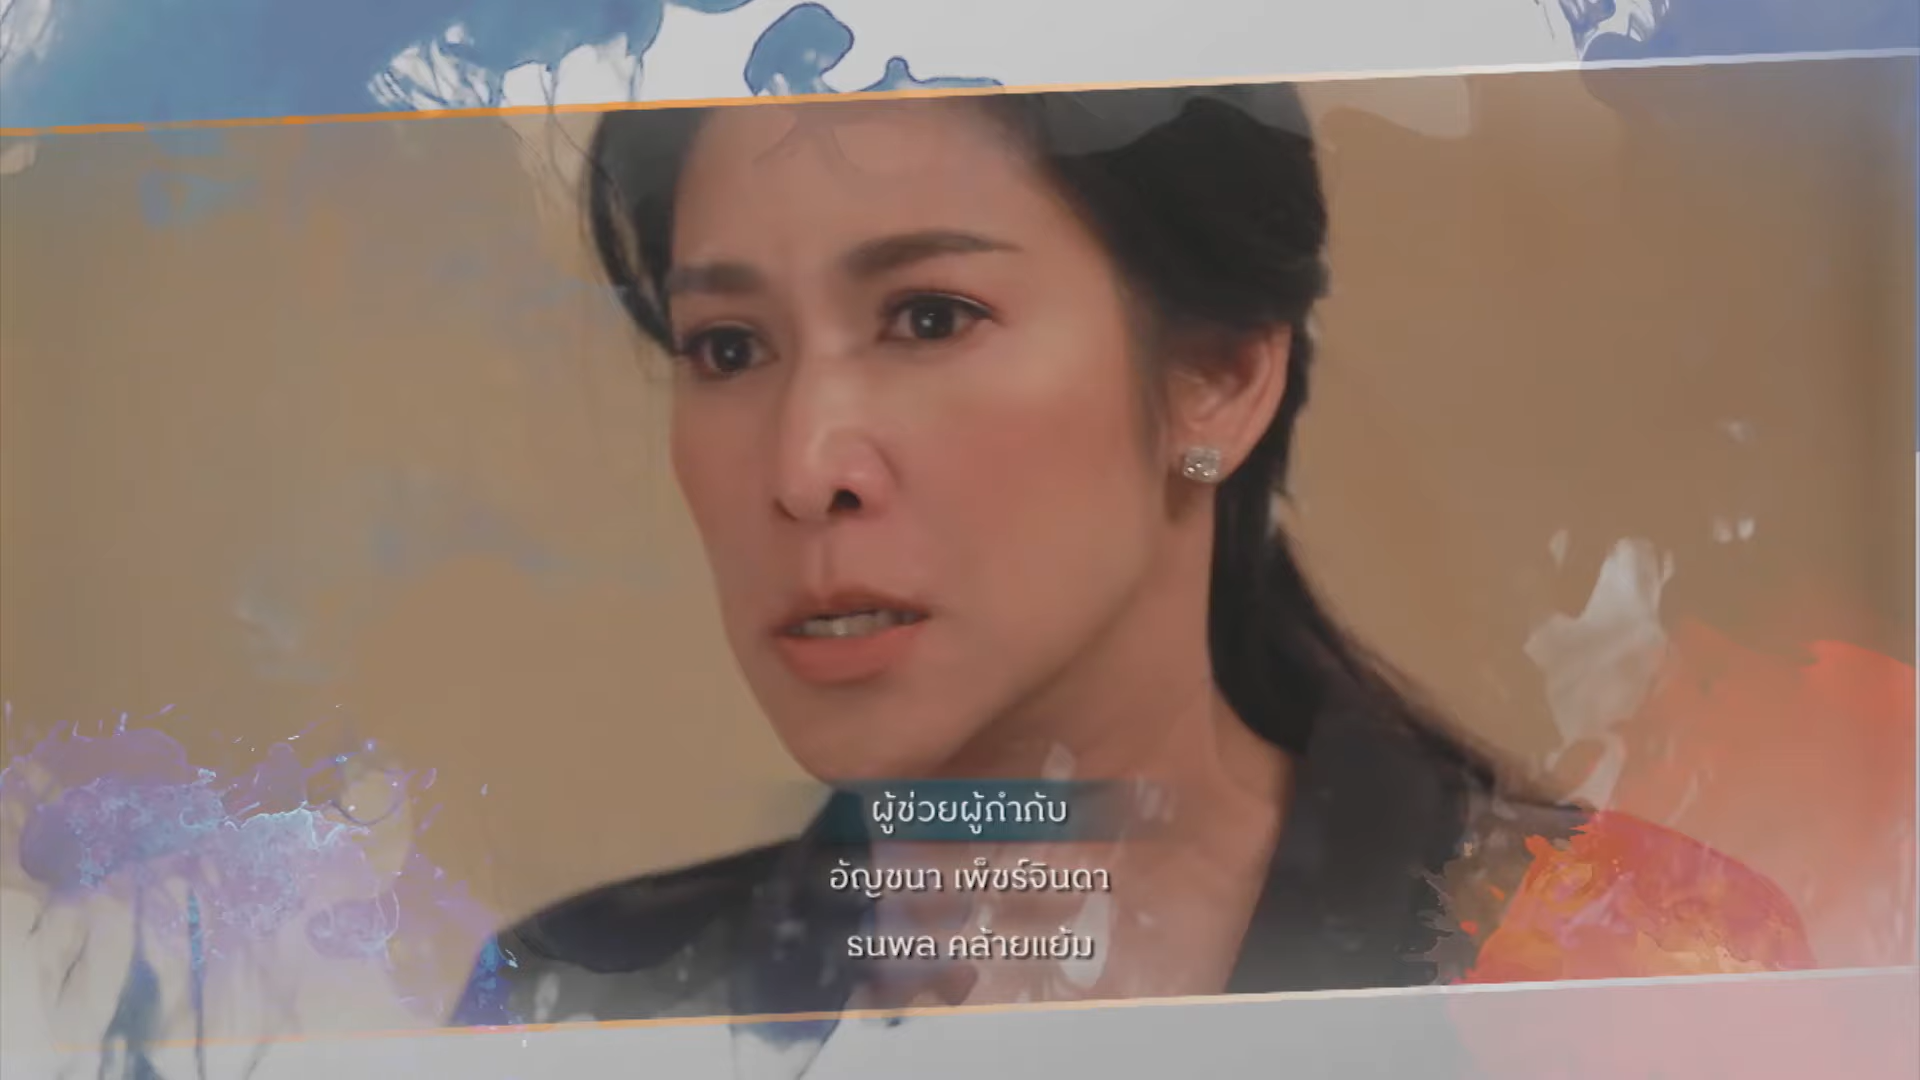 ผู้ช่วยผู้กำกับ
อัญชนา เพ็ชร์จินดา
ธนพล คล้ายแย้ม